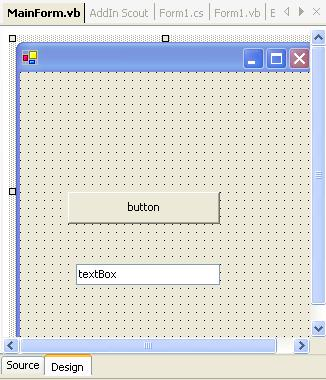 MainForm.vb AddIn Scout Form1.cs Form1.vb E
button
textBox
Source Design